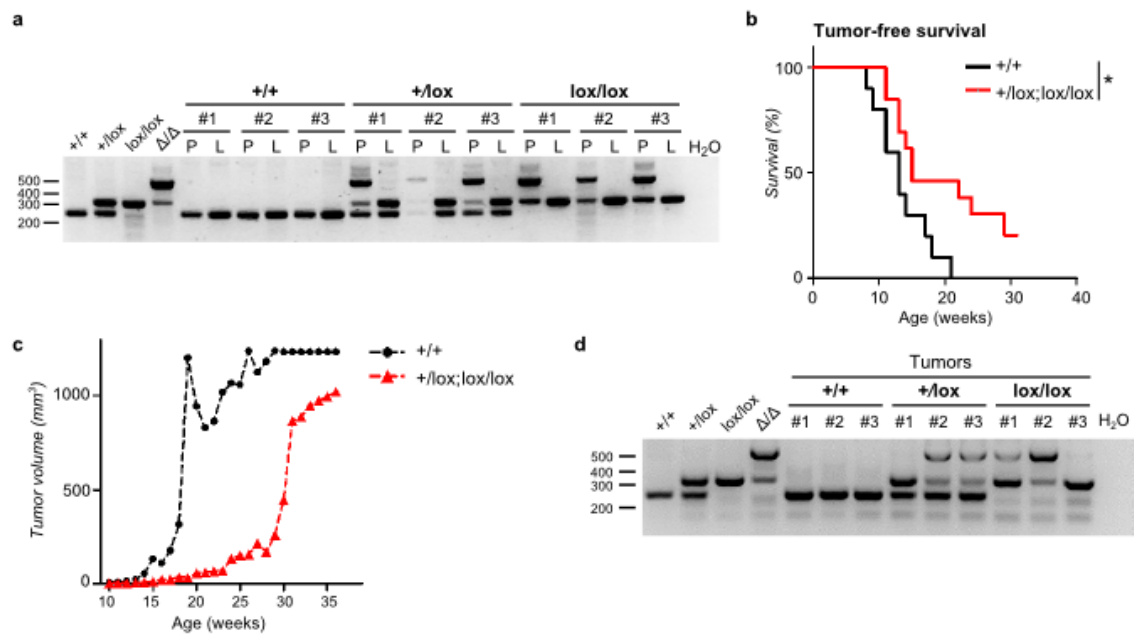 a
+/+ +/lox lox/lox
#1 #2 #3 #1 #2 #3 #1 #2 #3
+/+ +/lox lox/lox Δ/Δ P L P L P L P L P L P L P L P L P L H2O
500
400
300
200
b
Tumor-free survival
+/+
+/lox;lox/lox
*
Survival (%)
100
50
0
0 10 20 30 40
Age (weeks)
c
+/+
+/lox;lox/lox
Tumor volume (mm³)
1000
500
0
10 15 20 25 30 35
Age (weeks)
d
Tumors
+/+ +/lox lox/lox
+/+ +/lox lox/lox Δ/Δ #1 #2 #3 #1 #2 #3 #1 #2 #3 H2O
500
400
300
200